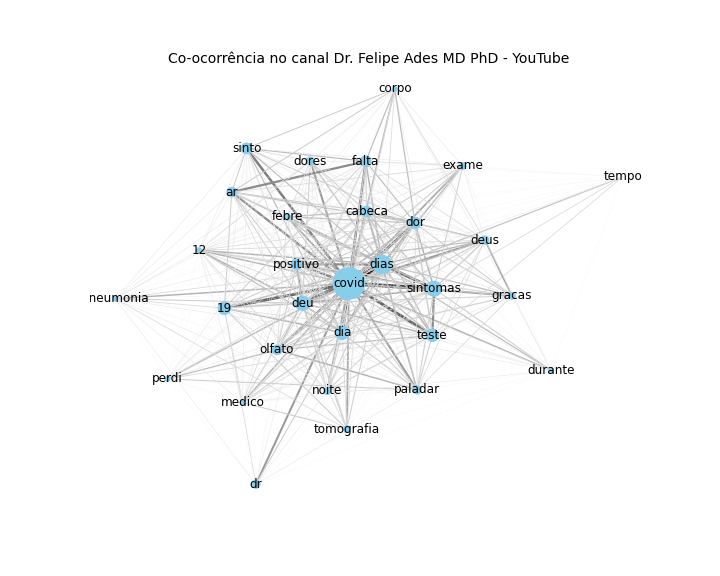 Co-ocorrência no canal Dr. Felipe Ades MD PhD - YouTube
corpo
sinto
dores
falta
exame
tempo
ar
febre
cabeca
dor
deus
12
positivo
dias
covid
sintomas
gracas
neumonia
19
deu
dia
teste
olfato
durante
perdi
noite
paladar
medico
tomografia
dr